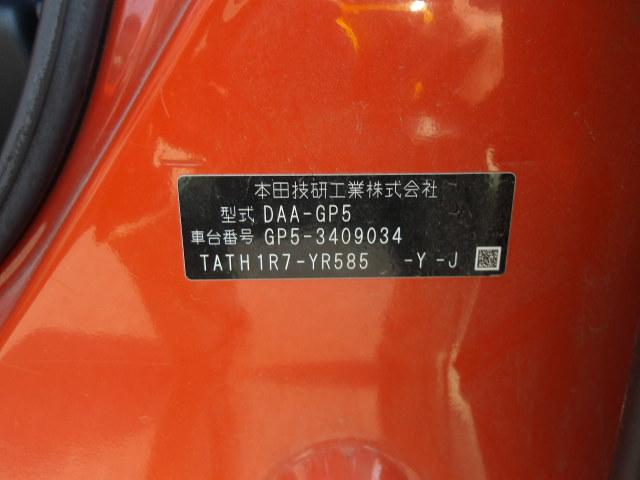 本田技研工業株式会社
型式 DAA-GP5
車台番号 GP5-3409034
TATH1R7-YR585 -Y -J